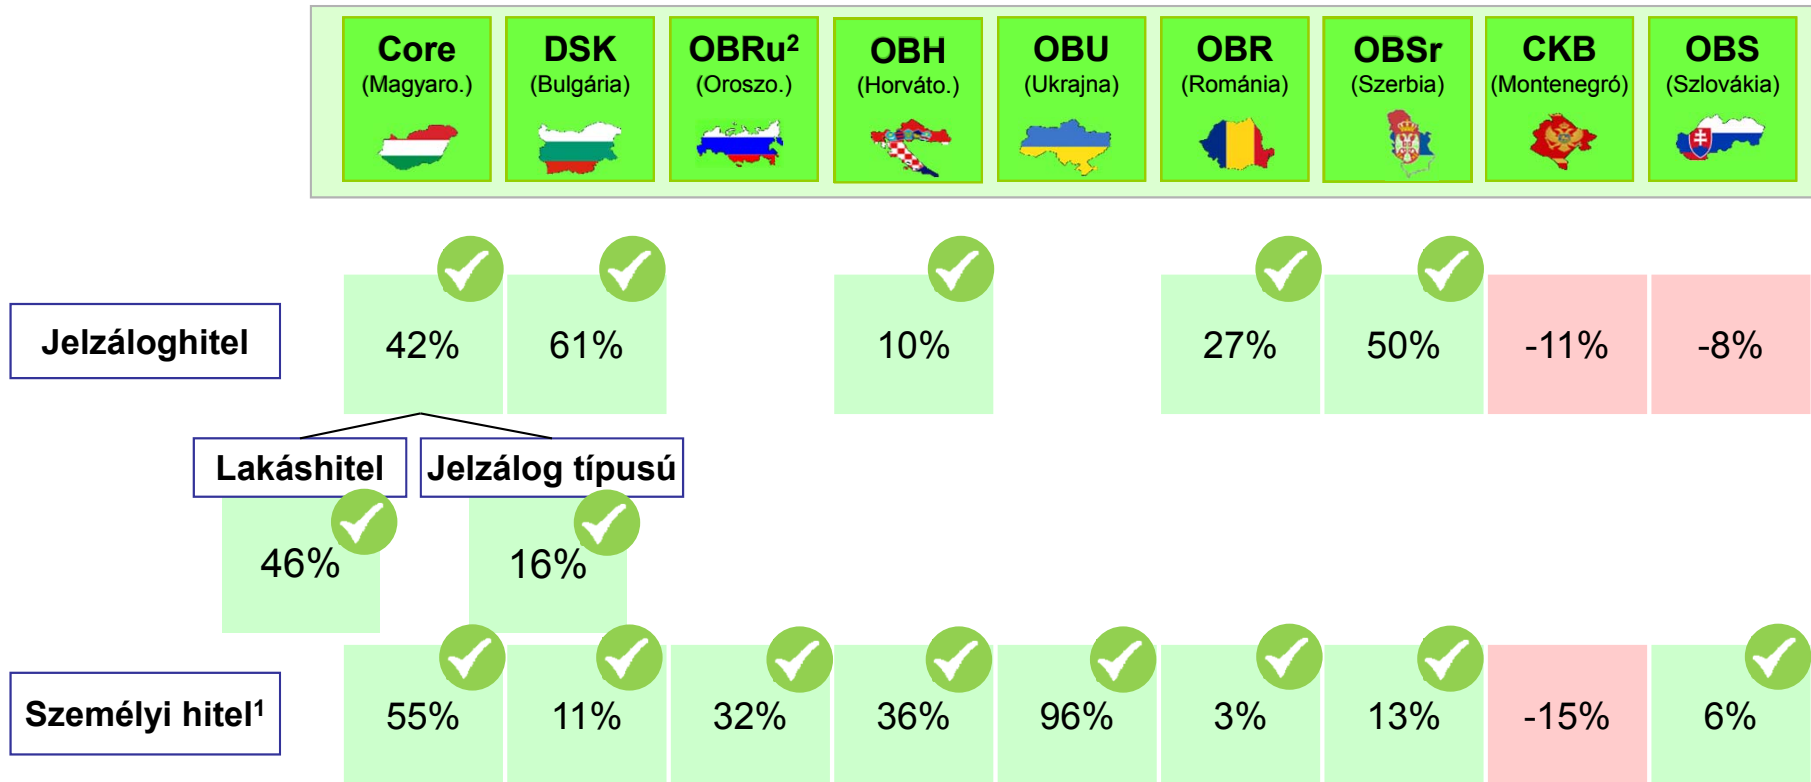 Core
(Magyaro.)
DSK
(Bulgária)
OBRu²
(Oroszo.)
OBH
(Horváto.)
OBU
(Ukrajna)
OBR
(Románia)
OBSr
(Szerbia)
CKB
(Montenegró)
OBS
(Szlovákia)
Jelzáloghitel
42%
61%
10%
27%
50%
-11%
-8%
Lakáshitel
Jelzálog típusú
46%
16%
Személyi hitel¹
55%
11%
32%
36%
96%
3%
13%
-15%
6%